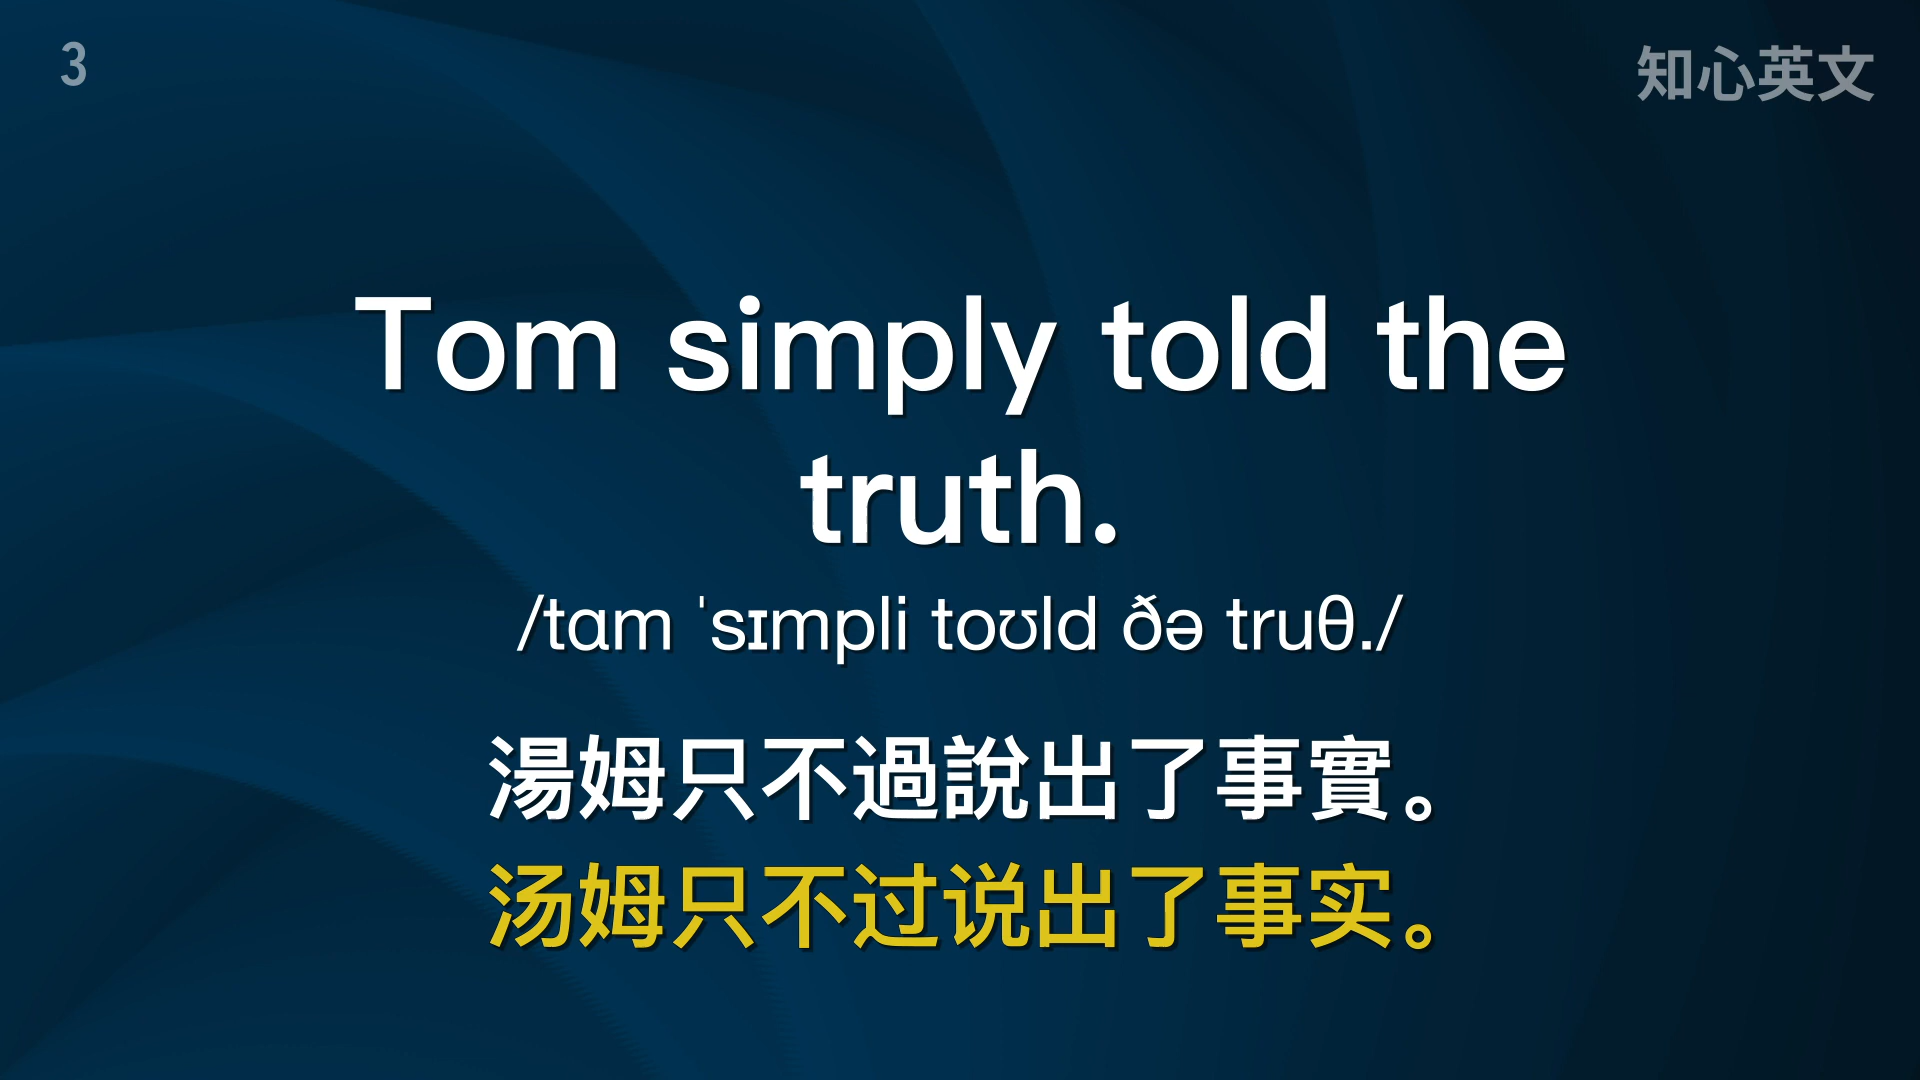 3
知心英文
Tom simply told the
truth.
/tɑm ˈsɪmpli toʊld ðə truθ./
湯姆只不過說出了事實。
汤姆只不过说出了事实。